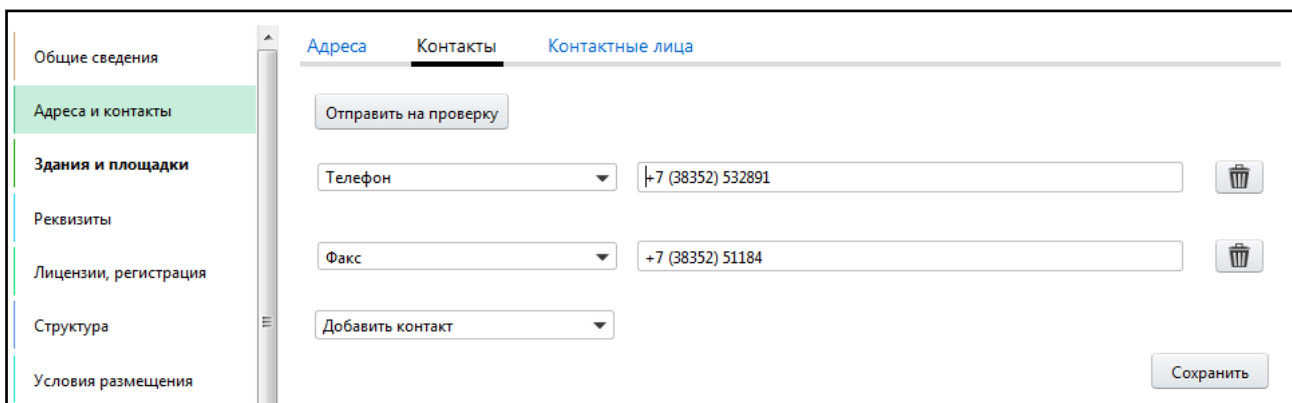 Общие сведения
Адреса и контакты
Здания и площадки
Реквизиты
Лицензии, регистрация
Структура
Условия размещения
Адреса Контакты Контактные лица
Отправить на проверку
Телефон +7 (38352) 532891
Факс +7 (38352) 51184
Добавить контакт
Сохранить